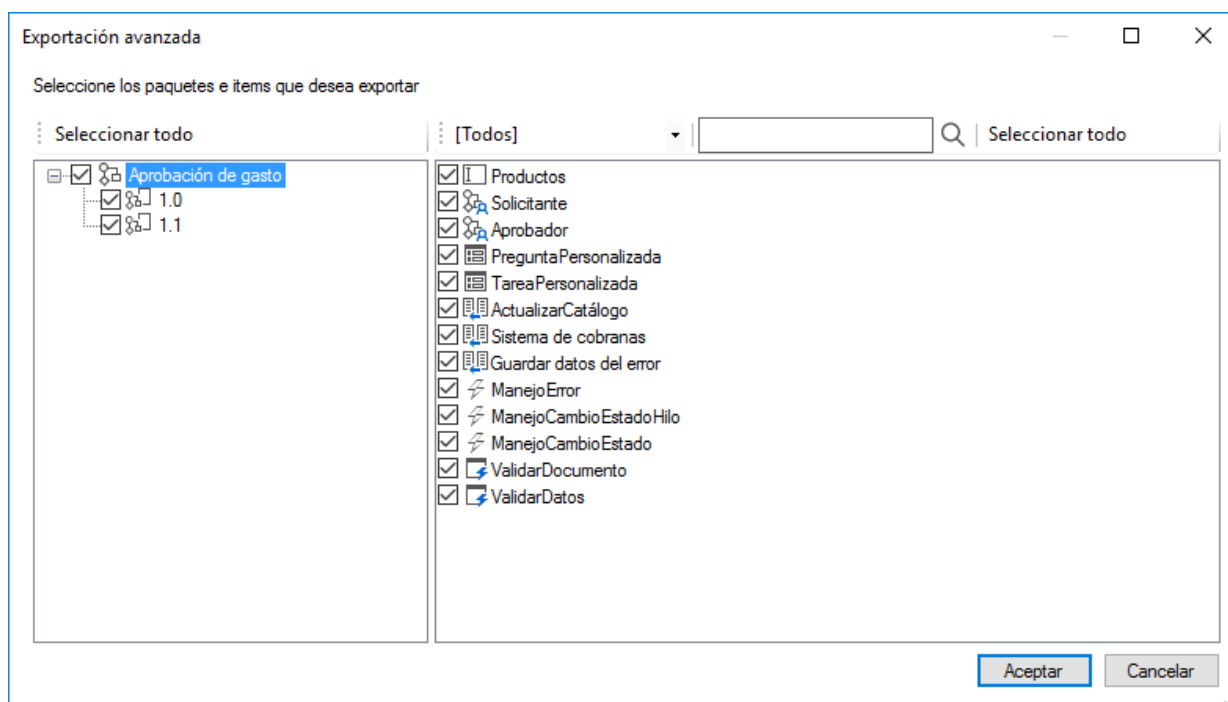 Exportación avanzada
Seleccione los paquetes e items que desea exportar
Seleccionar todo
[Todos]
Seleccionar todo
Aprobación de gasto
1.0
1.1
Productos
Solicitante
Aprobador
PreguntaPersonalizada
TareaPersonalizada
ActualizarCatálogo
Sistema de cobranas
Guardar datos del error
ManejoError
ManejoCambioEstadoHilo
ManejoCambioEstado
ValidarDocumento
ValidarDatos
Aceptar
Cancelar